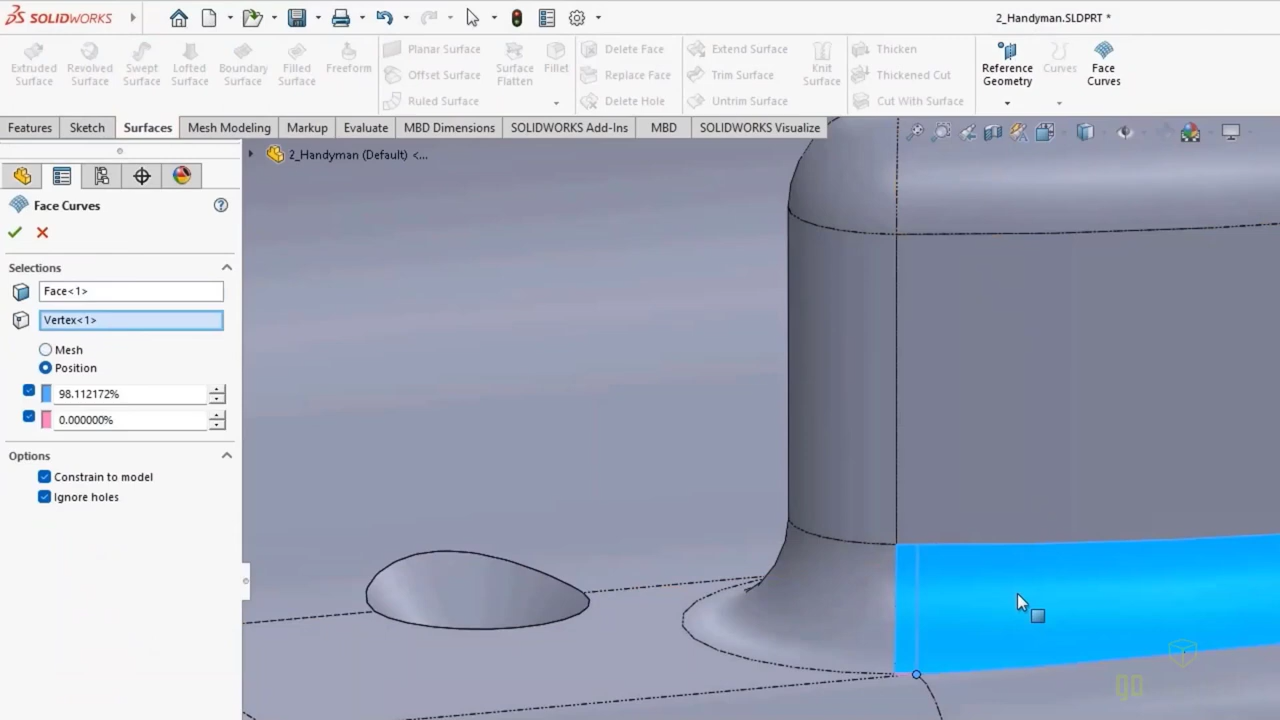 SOLIDWORKS
2_Handyman.SLDPRT *
Extruded Surface
Revolved Surface
Swept Surface
Lofted Surface
Boundary Surface
Filled Surface
Freeform
Planar Surface
Offset Surface
Ruled Surface
Surface Flatten
Fillet
Delete Face
Replace Face
Delete Hole
Extend Surface
Trim Surface
Untrim Surface
Knit Surface
Thicken
Thickened Cut
Cut With Surface
Reference Geometry
Curves
Face Curves
Features
Sketch
Surfaces
Mesh Modeling
Markup
Evaluate
MBD Dimensions
SOLIDWORKS Add-Ins
MBD
SOLIDWORKS Visualize
2_Handyman (Default) <...
Face Curves
Selections
Face<1>
Vertex<1>
Mesh
Position
98.112172%
0.000000%
Options
Constrain to model
Ignore holes